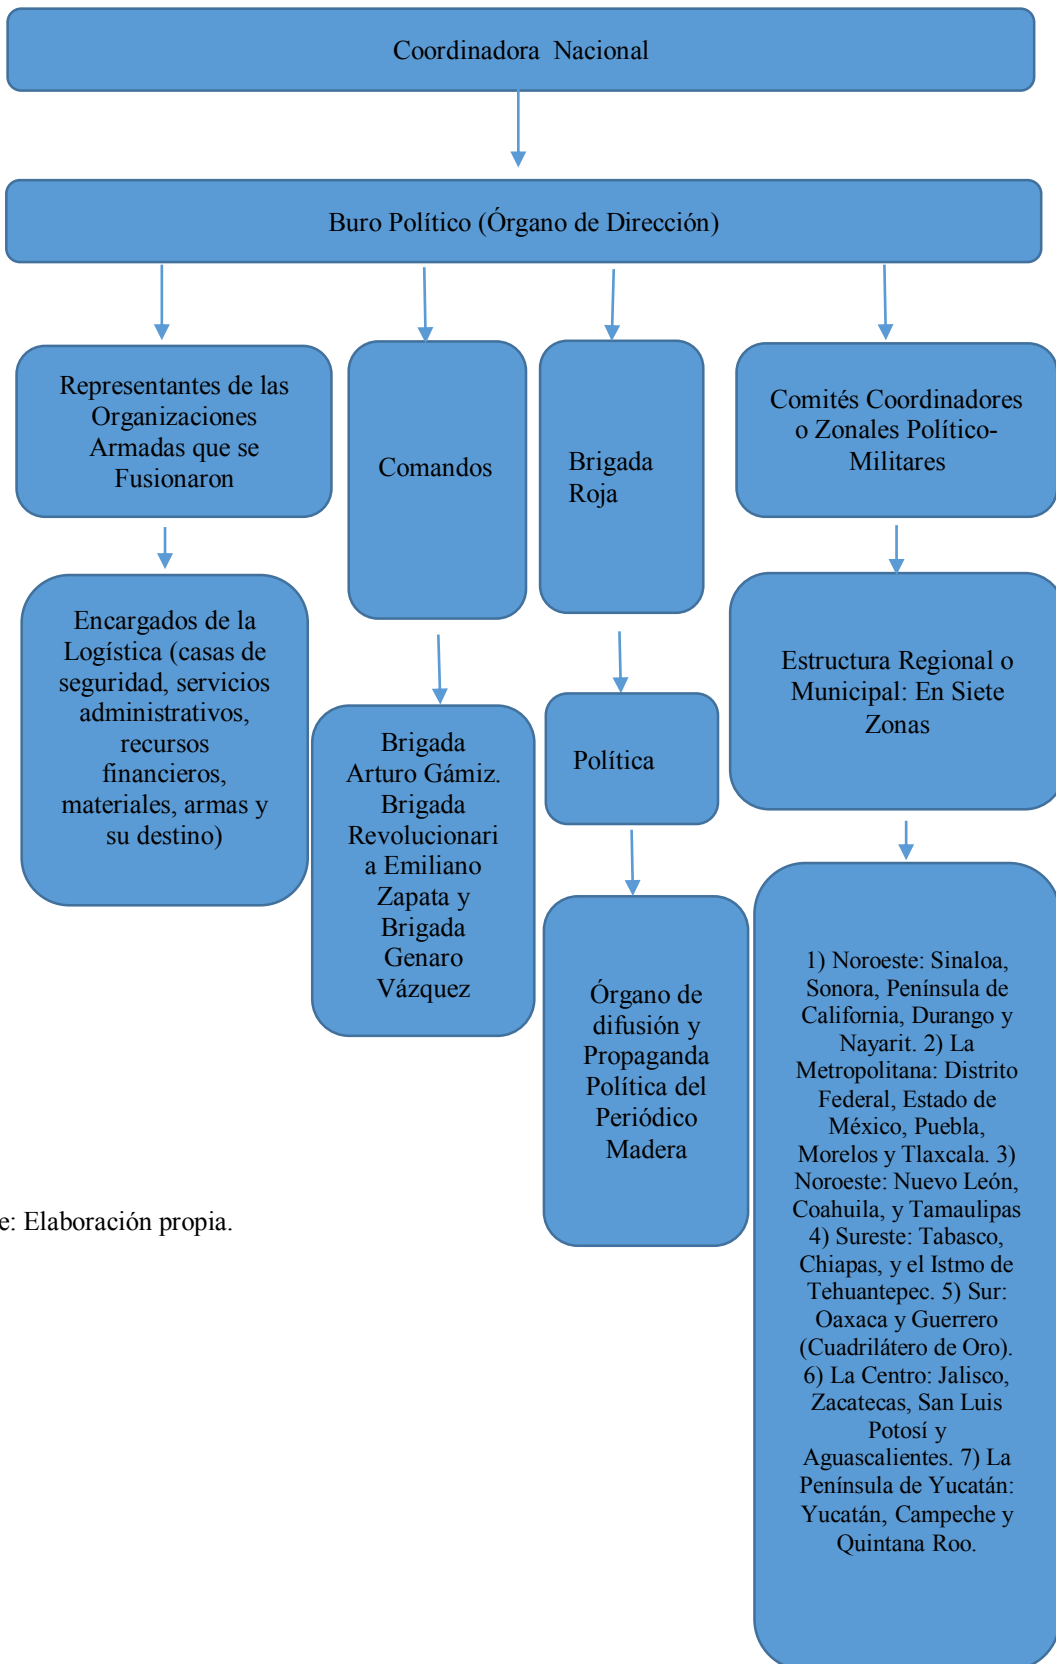 Coordinadora Nacional
Buro Político (Órgano de Dirección)
Representantes de las
Organizaciones
Armadas que se
Fusionaron
Comandos
Brigada
Roja
Comités Coordinadores
o Zonales Político-
Militares
Encargados de la
Logística (casas de
seguridad, servicios
administrativos,
recursos
financieros,
materiales, armas y
su destino)
Brigada
Arturo Gámiz.
Brigada
Revolucionari
a Emiliano
Zapata y
Brigada
Genaro
Vázquez
Política
Estructura Regional o
Municipal: En Siete
Zonas
Órgano de
difusión y
Propaganda
Política del
Periódico
Madera
1) Noroeste: Sinaloa,
Sonora, Península de
California, Durango y
Nayarit. 2) La
Metropolitana: Distrito
Federal, Estado de
México, Puebla,
Morelos y Tlaxcala. 3)
Noroeste: Nuevo León,
Coahuila, y Tamaulipas
4) Sureste: Tabasco,
Chiapas, y el Istmo de
Tehuantepec. 5) Sur:
Oaxaca y Guerrero
(Cuadrilátero de Oro).
6) La Centro: Jalisco,
Zacatecas, San Luis
Potosí y
Aguascalientes. 7) La
Península de Yucatán:
Yucatán, Campeche y
Quintana Roo.
e: Elaboración propia.